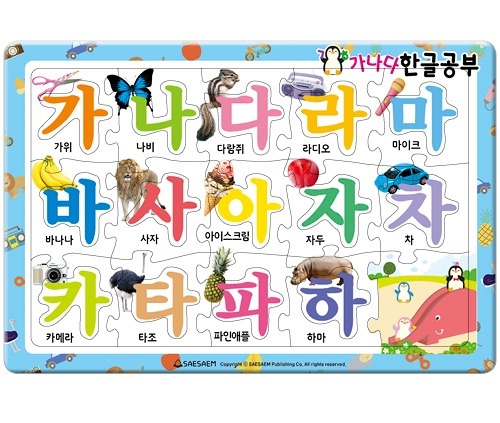 가나다한글공부
가 나 다 라 마
가위 나비 다람쥐 라디오 마이크
바 사 아 자 차
바나나 사자 아이스크림 자두 차
카 타 파 하
카메라 타조 파인애플 하마
SAESAEM Copyright ⓒ SAESAEM Publishing Co. All rights reserved.